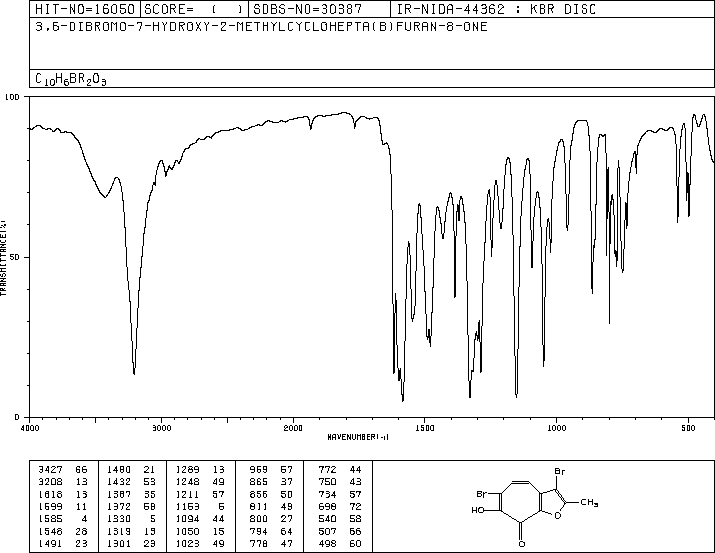 HIT-NO=16050 SCORE= ( ) SDBS-NO=30387 IR-NIDA-44362 : KBR DISC
3,6-DIBROMO-7-HYDROXY-2-METHYLCYCLOHEPTA(B)FURAN-8-ONE
C10H6BR2O3
100
50
0
TRANSMITTANCE(%)
4000 3000 2000 1500 1000 500
WAVENUMBER(-1)
3427 66 1480 21 1289 13 959 57 772 44
3208 13 1432 53 1248 49 865 37 750 43
1618 13 1387 35 1211 57 856 50 734 57
1599 11 1372 58 1153 6 811 49 698 72
1585 4 1330 5 1094 44 800 27 540 58
1546 28 1319 13 1050 15 794 64 507 66
1491 23 1301 23 1023 49 778 47 498 60
Br
Br
CH3
HO
O
O